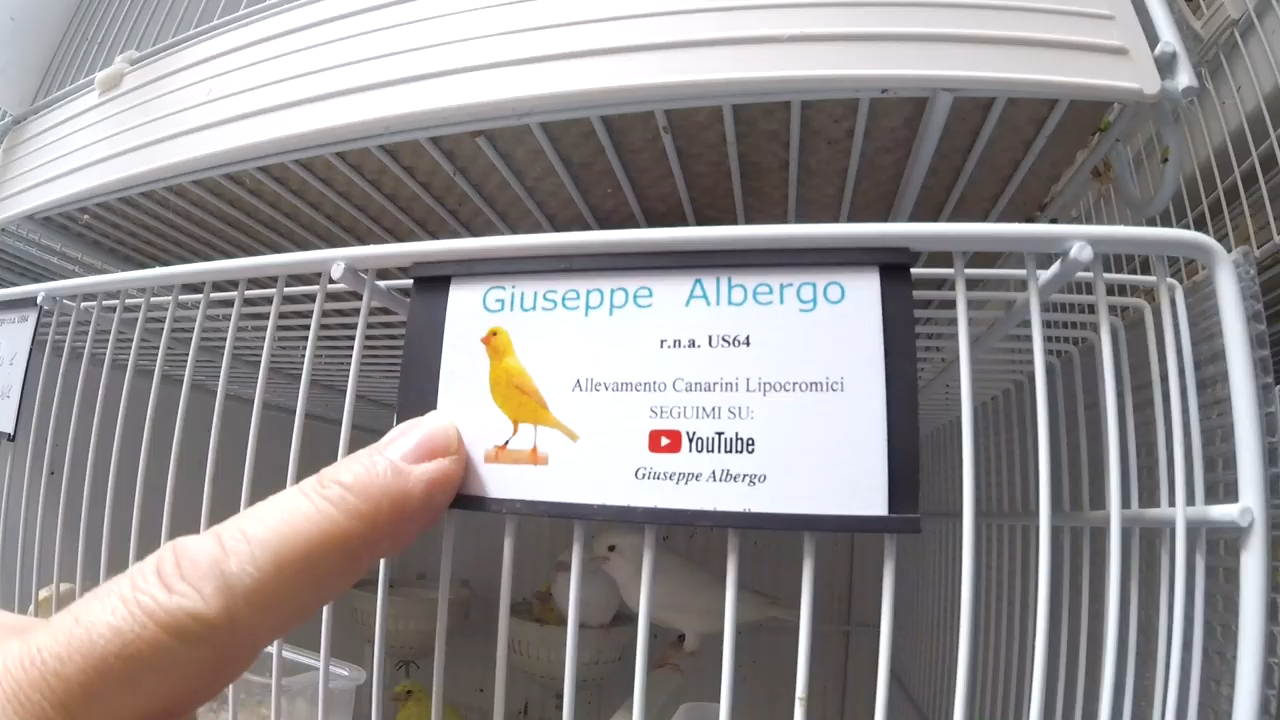 Giuseppe Albergo
r.n.a. US64
Allevamento Canarini Lipocromici
SEGUIMI SU:
YouTube
Giuseppe Albergo